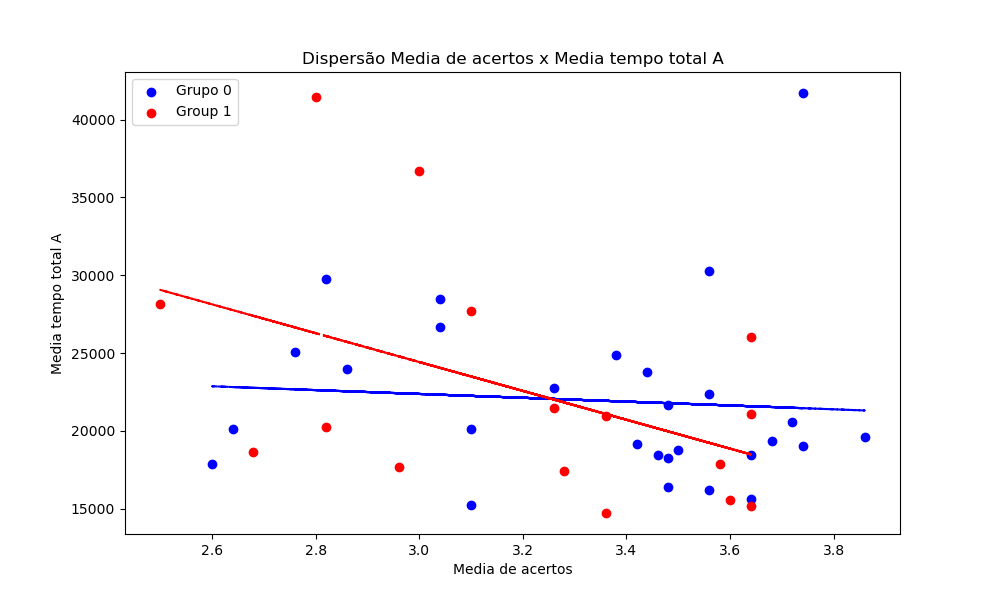 Dispersão Media de acertos x Media tempo total A
Grupo 0
Group 1
40000
35000
30000
25000
20000
15000
Media tempo total A
2.6 2.8 3.0 3.2 3.4 3.6 3.8
Media de acertos